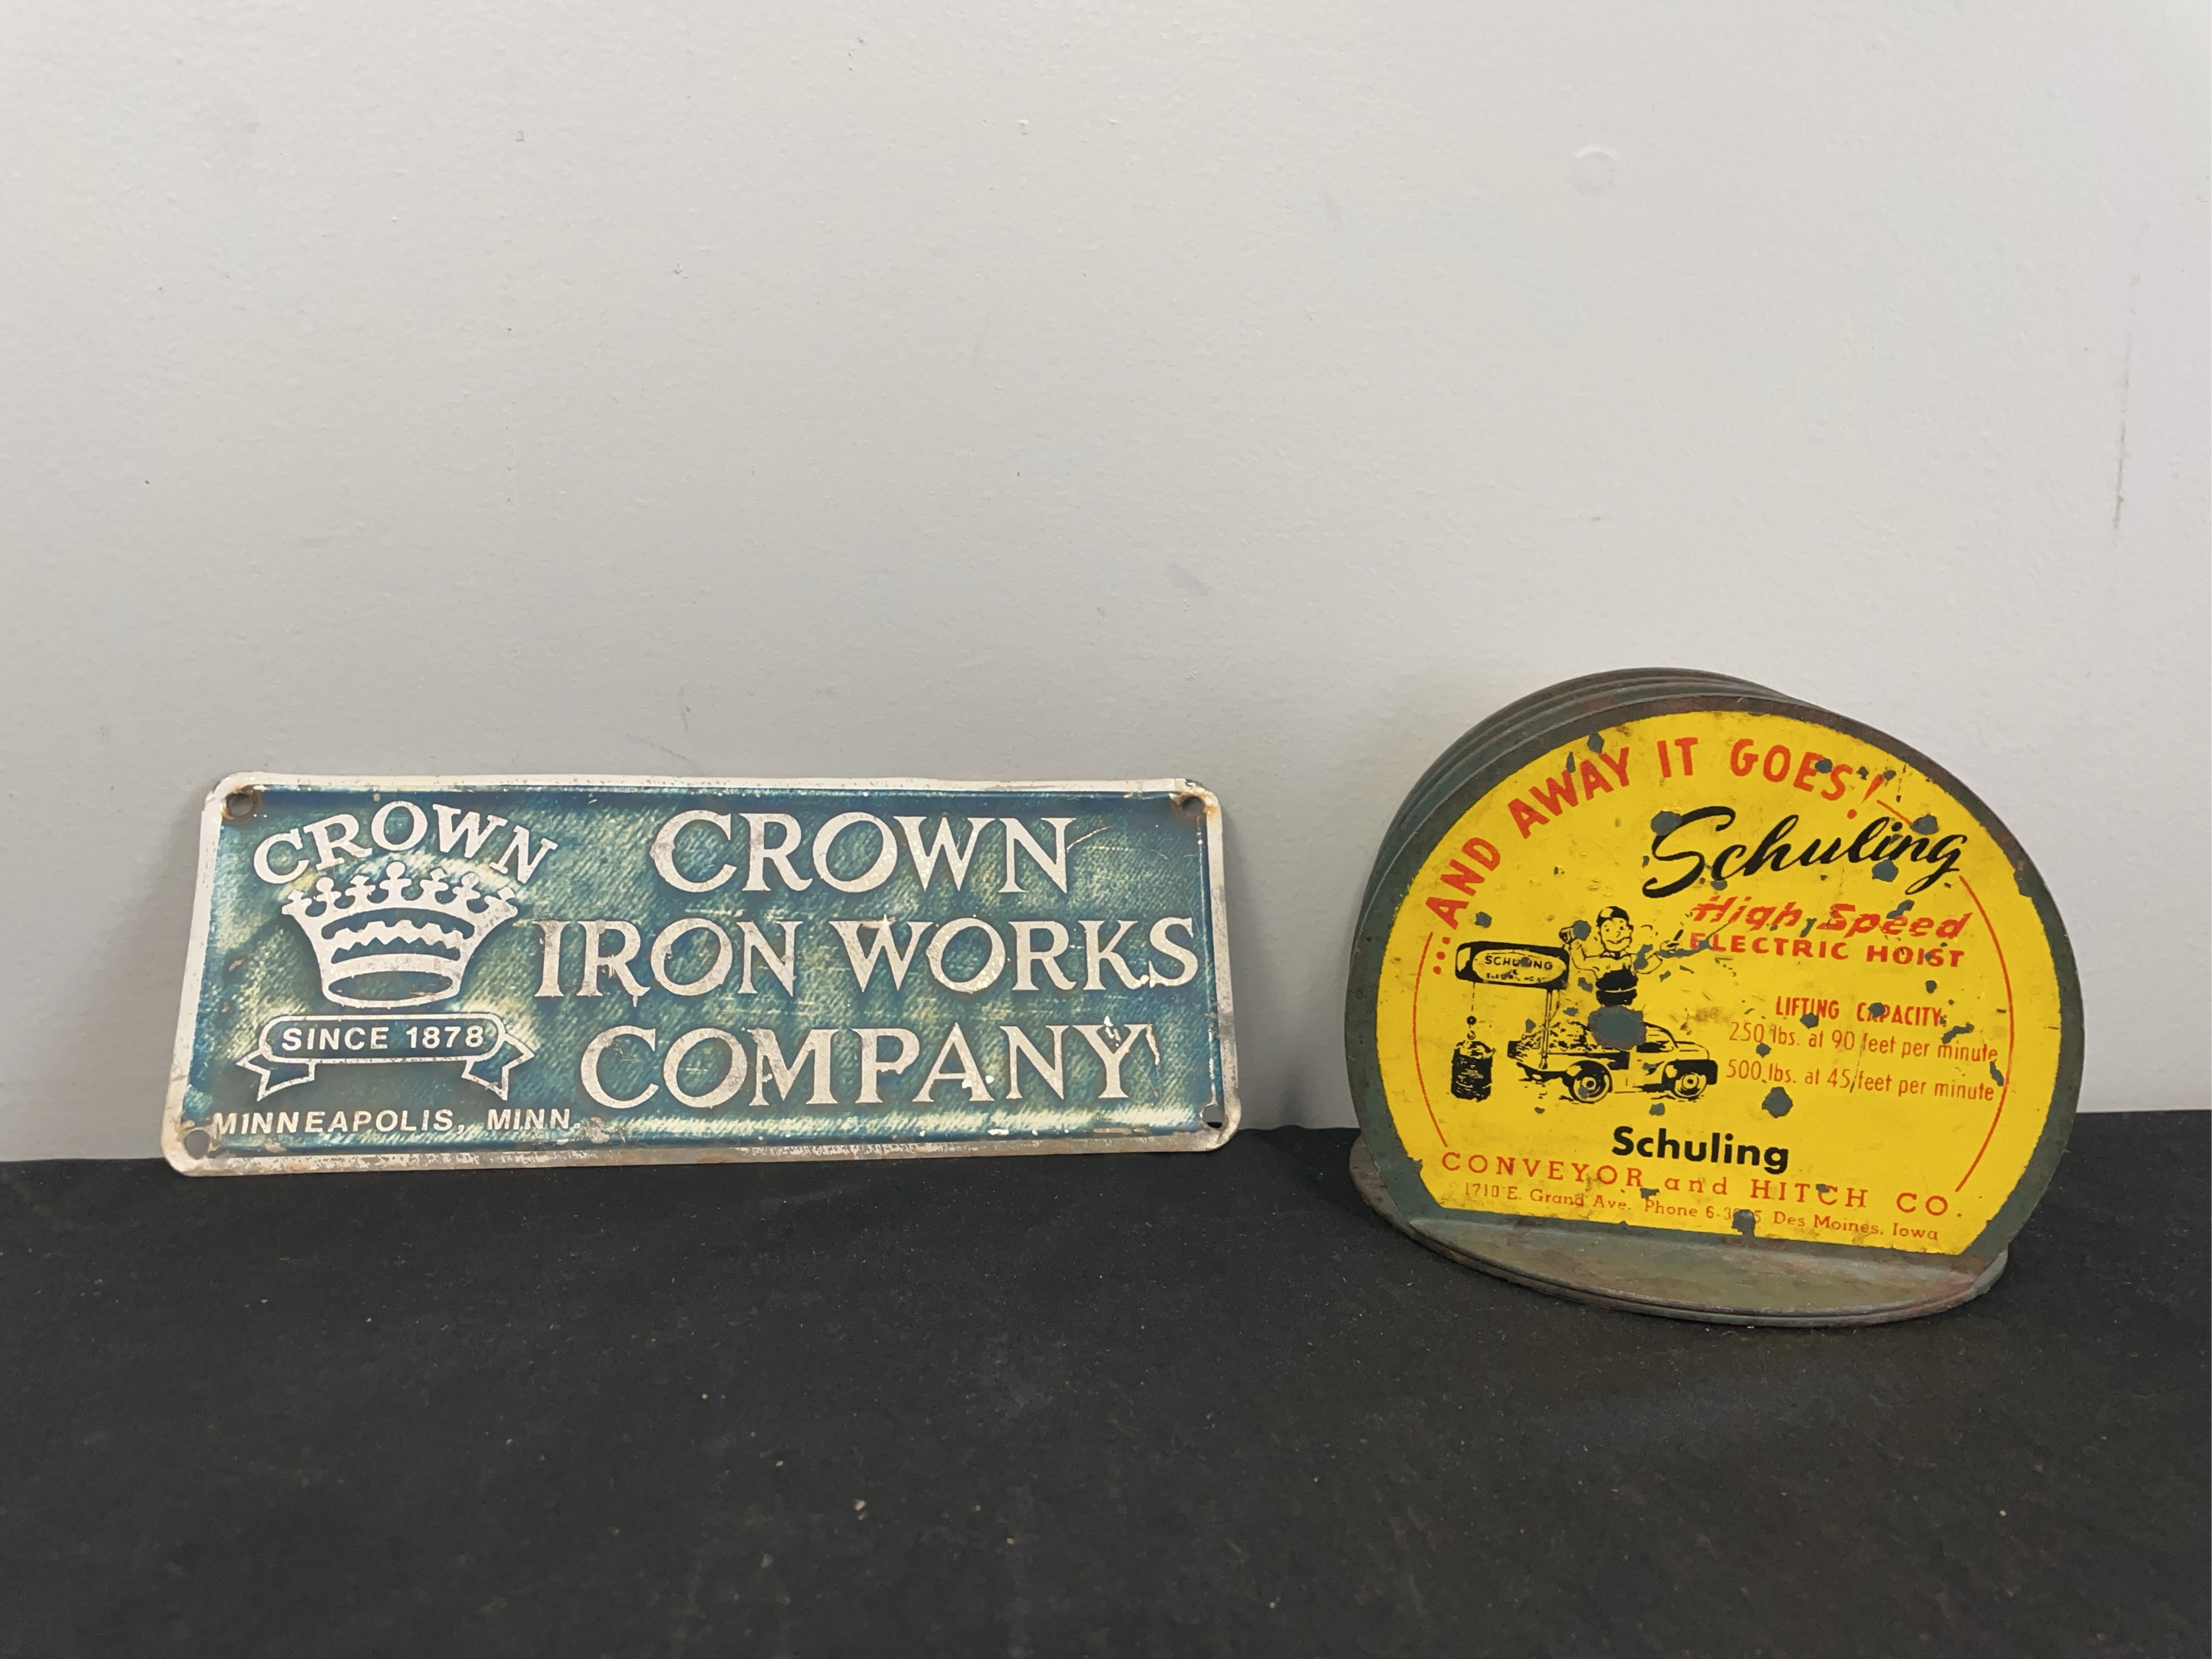 CROWN
SINCE 1878
MINNEAPOLIS, MINN.
CROWN
IRON WORKS
COMPANY
...AND AWAY IT GOES!
Schuling
High Speed
ELECTRIC HOIST
SCHULING
LIFTING CAPACITY:
250 lbs. at 90 feet per minute
500 lbs. at 45 feet per minute
Schuling
CONVEYOR and HITCH CO.
1710 E. Grand Ave. Phone Des Moines, Iowa